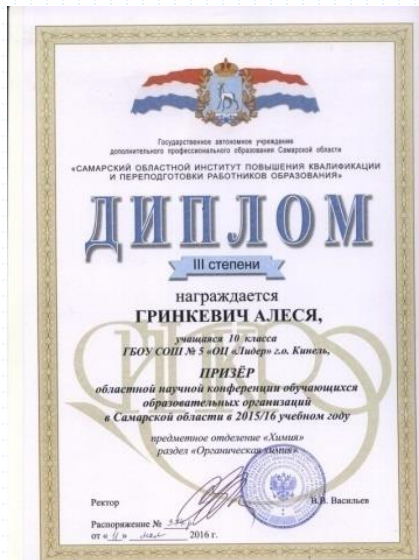 Государственное автономное учреждение
дополнительного профессионального образования Самарской области
«САМАРСКИЙ ОБЛАСТНОЙ ИНСТИТУТ ПОВЫШЕНИЯ КВАЛИФИКАЦИИ
И ПЕРЕПОДГОТОВКИ РАБОТНИКОВ ОБРАЗОВАНИЯ»
ДИПЛОМ
III степени
награждается
ГРИНКЕВИЧ АЛЕСЯ,
учащаяся 10 класса
ГБОУ СОШ № 5 «ОЦ «Лидер» г.о. Кинель,
ПРИЗЁР
областной научной конференции обучающихся
образовательных организаций
в Самарской области в 2015/16 учебном году
предметное отделение «Химия»
раздел «Органическая химия»
Ректор
В.В. Васильев
Распоряжение №
от « » мая 2016 г.